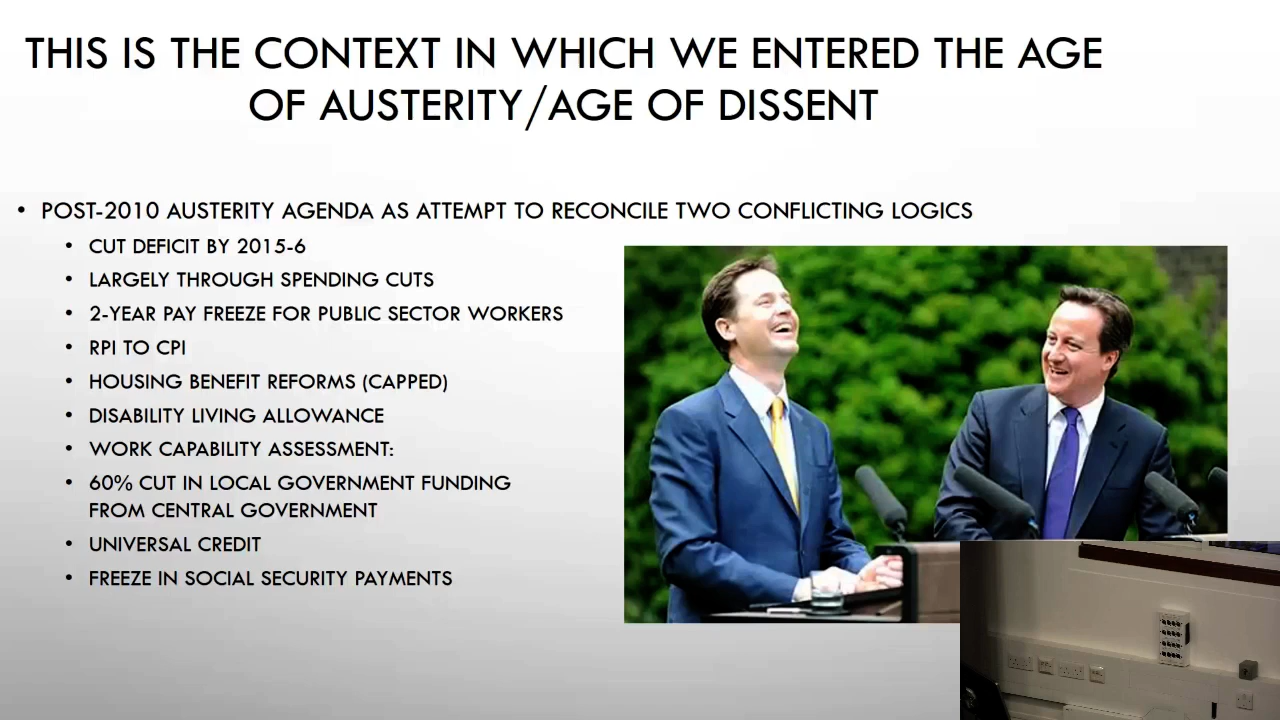 THIS IS THE CONTEXT IN WHICH WE ENTERED THE AGE
OF AUSTERITY/AGE OF DISSENT
• POST-2010 AUSTERITY AGENDA AS ATTEMPT TO RECONCILE TWO CONFLICTING LOGICS
• CUT DEFICIT BY 2015-6
• LARGELY THROUGH SPENDING CUTS
• 2-YEAR PAY FREEZE FOR PUBLIC SECTOR WORKERS
• RPI TO CPI
• HOUSING BENEFIT REFORMS (CAPPED)
• DISABILITY LIVING ALLOWANCE
• WORK CAPABILITY ASSESSMENT:
• 60% CUT IN LOCAL GOVERNMENT FUNDING
FROM CENTRAL GOVERNMENT
• UNIVERSAL CREDIT
• FREEZE IN SOCIAL SECURITY PAYMENTS